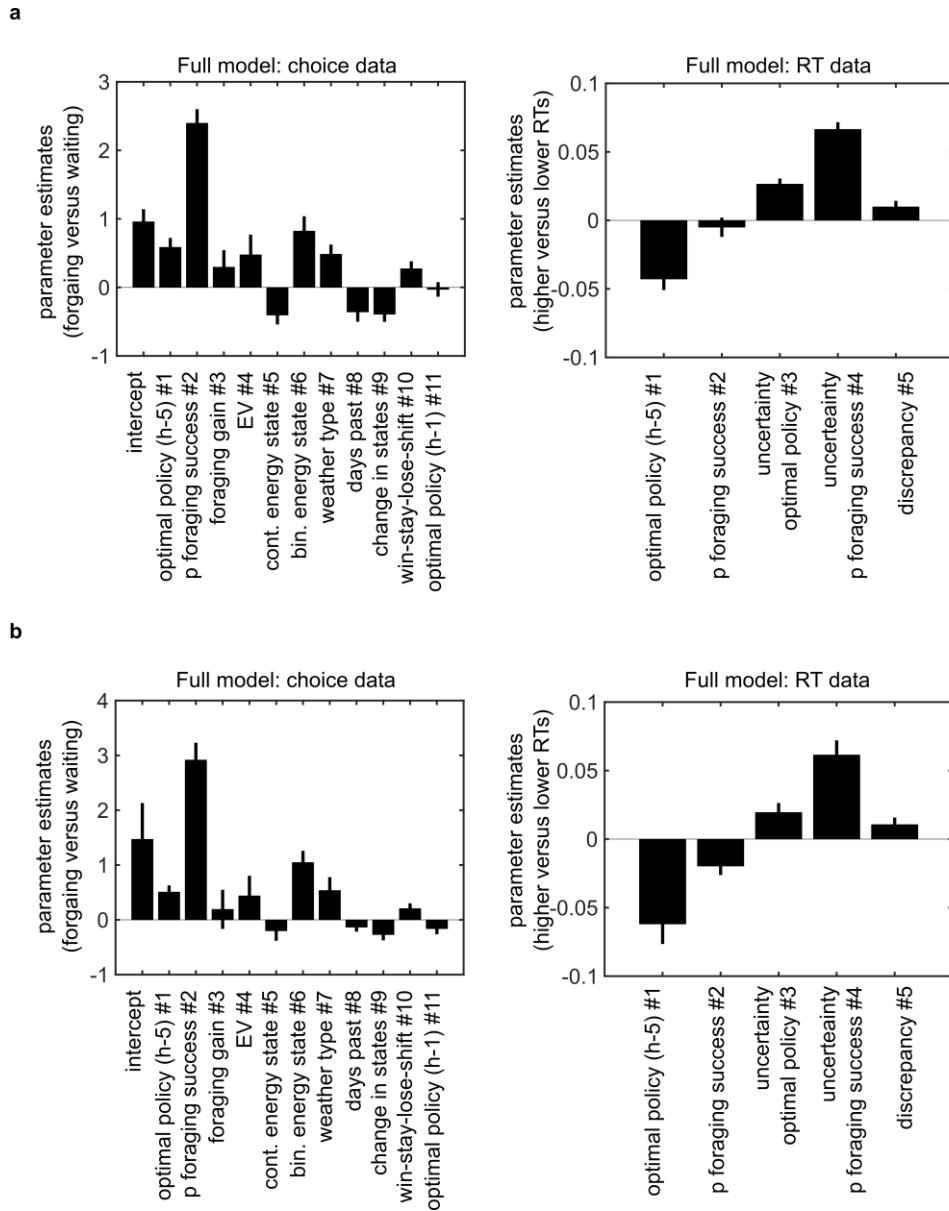 a
Full model: choice data
parameter estimates
(forgaing versus waiting)
3
2
1
0
-1
intercept
optimal policy (h-5) #1
p foraging success #2
foraging gain #3
EV #4
cont. energy state #5
bin. energy state #6
weather type #7
days past #8
change in states #9
win-stay-lose-shift #10
optimal policy (h-1) #11
Full model: RT data
parameter estimates
(higher versus lower RTs)
0.1
0.05
0
-0.05
-0.1
optimal policy (h-5) #1
p foraging success #2
uncertainty
optimal policy #3
uncerteainty
p foraging success #4
discrepancy #5
b
Full model: choice data
parameter estimates
(forgaing versus waiting)
4
3
2
1
0
-1
intercept
optimal policy (h-5) #1
p foraging success #2
foraging gain #3
EV #4
cont. energy state #5
bin. energy state #6
weather type #7
days past #8
change in states #9
win-stay-lose-shift #10
optimal policy (h-1) #11
Full model: RT data
parameter estimates
(higher versus lower RTs)
0.1
0.05
0
-0.05
-0.1
optimal policy (h-5) #1
p foraging success #2
uncertainty
optimal policy #3
uncerteainty
p foraging success #4
discrepancy #5